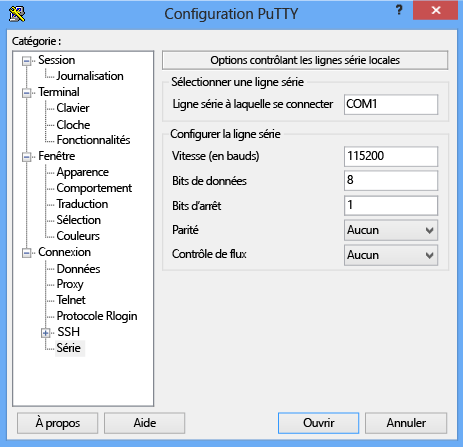 Configuration PuTTY
Catégorie :
Session
Journalisation
Terminal
Clavier
Cloche
Fonctionnalités
Fenêtre
Apparence
Comportement
Traduction
Sélection
Couleurs
Connexion
Données
Proxy
Telnet
Protocole Rlogin
SSH
Série
Options contrôlant les lignes série locales
Sélectionner une ligne série
Ligne série à laquelle se connecter COM1
Configurer la ligne série
Vitesse (en bauds) 115200
Bits de données 8
Bits d'arrêt 1
Parité Aucun
Contrôle de flux Aucun
À propos Aide Ouvrir Annuler